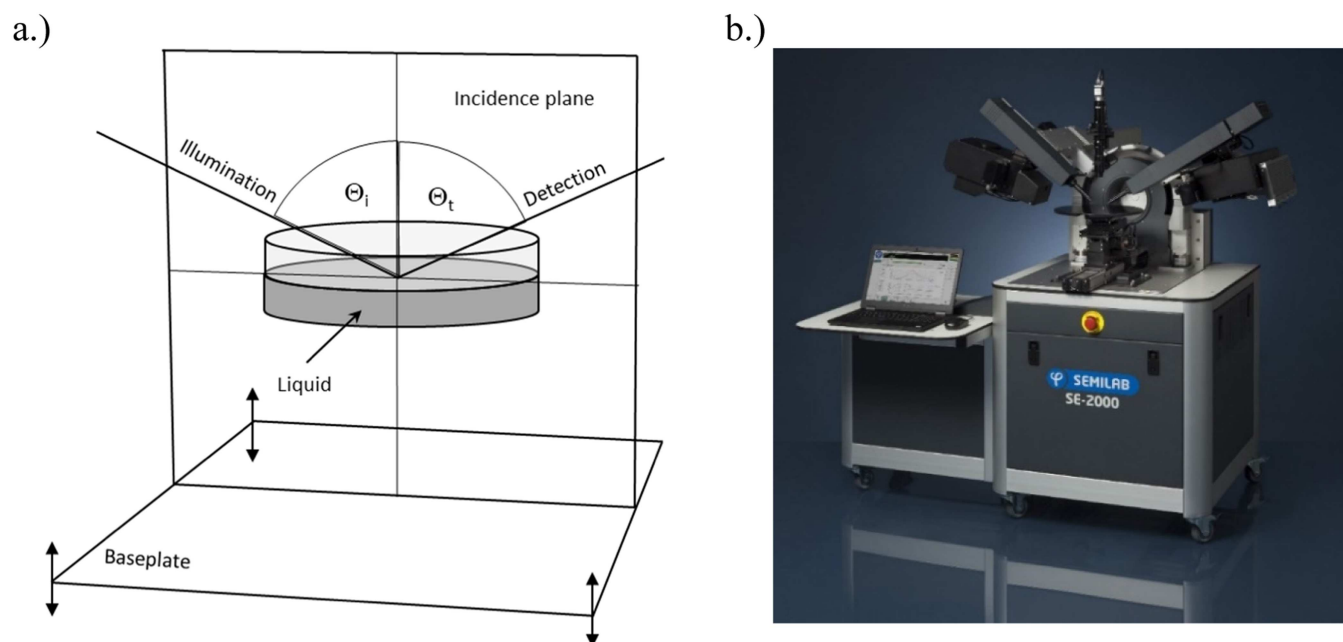 a.)
b.)
Incidence plane
Illumination
Θi
Θt
Detection
Liquid
Baseplate
SEMILAB
SE-2000